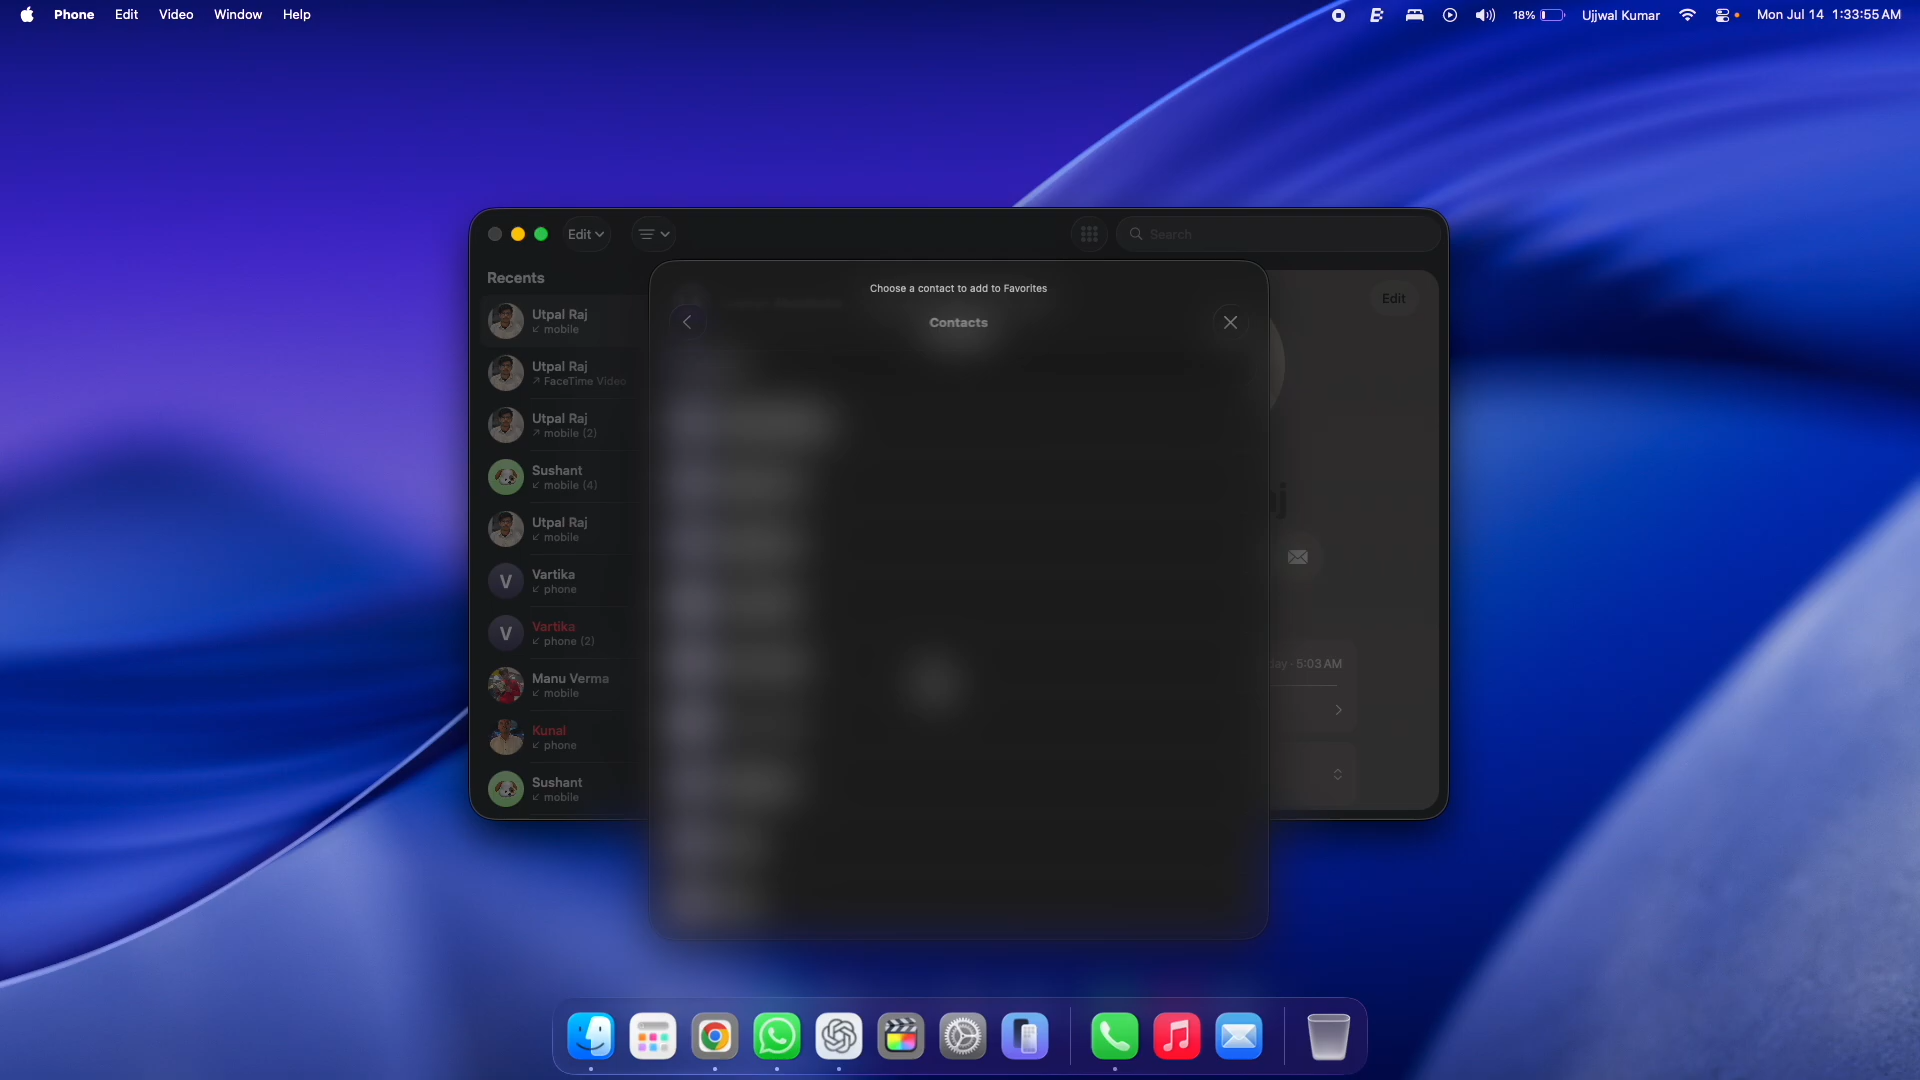 Phone Edit Video Window Help
18% Ujjwal Kumar Mon Jul 14 1:33:55 AM
Edit
Search
Recents
Utpal Raj
mobile
Utpal Raj
FaceTime Video
Utpal Raj
mobile (2)
Sushant
mobile (4)
Utpal Raj
mobile
V
Vartika
phone
V
Vartika
phone (2)
Manu Verma
mobile
Kunal
phone
Sushant
mobile
Choose a contact to add to Favorites
Contacts
Edit
aj
day - 5:03 AM